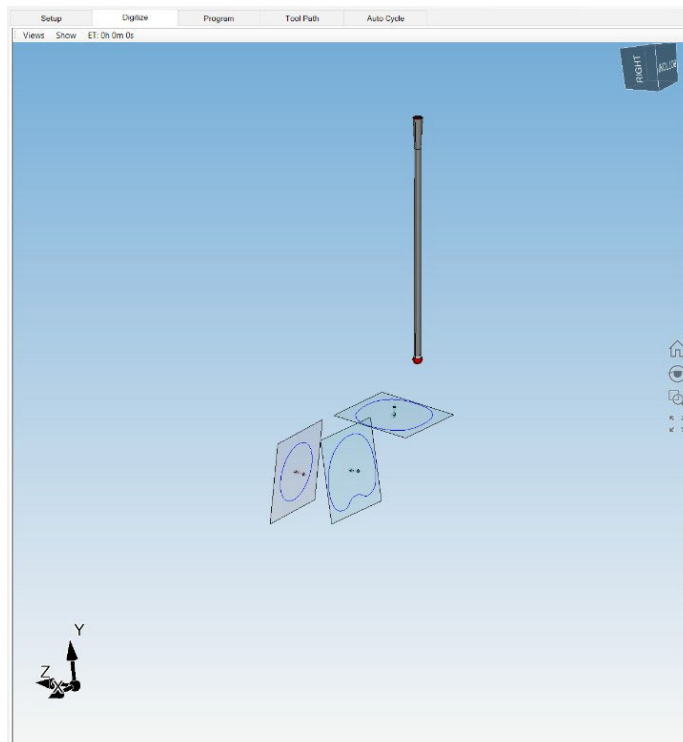 Setup Digitize Program Tool Path Auto Cycle
Views Show ET: 0h 0m 0s
RIGHT
Y
Z
X